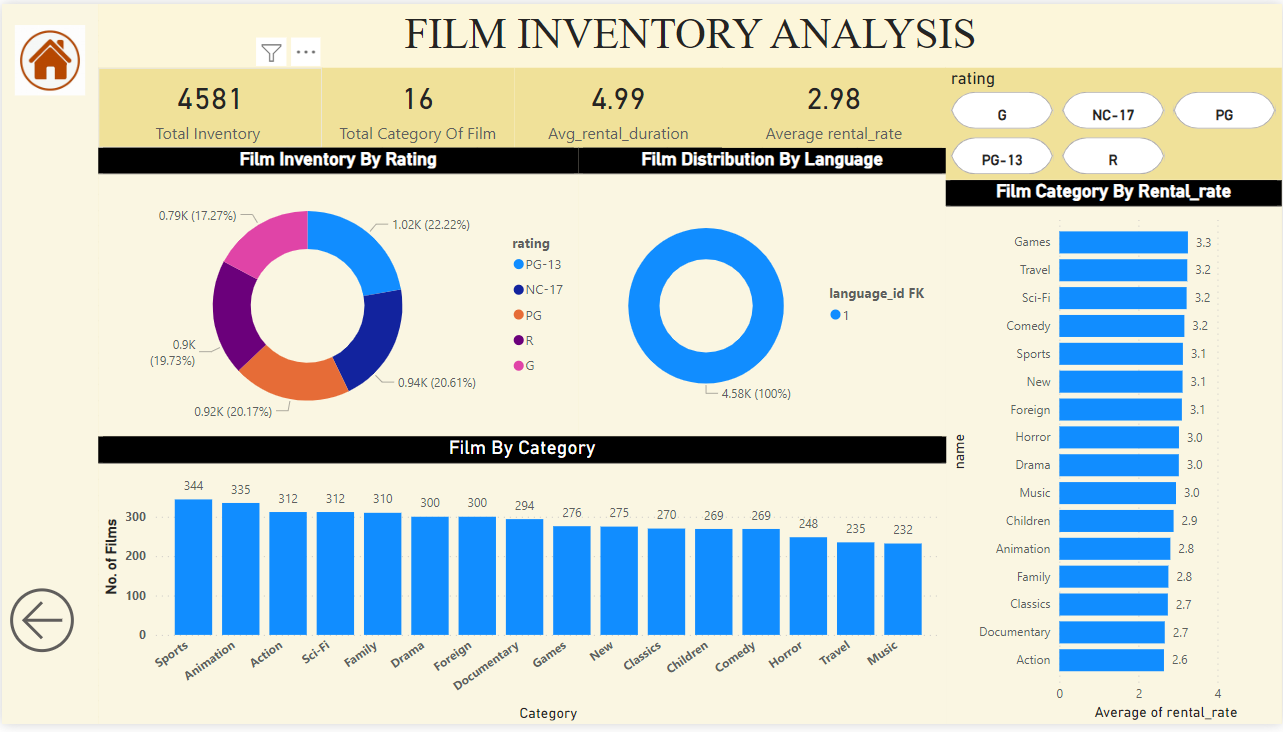 FILM INVENTORY ANALYSIS
4581
Total Inventory
16
Total Category Of Film
4.99
Avg_rental_duration
2.98
Average rental_rate
rating
G
NC-17
PG
PG-13
R
Film Inventory By Rating
0.79K (17.27%)
1.02K (22.22%)
0.9K
(19.73%)
0.94K (20.61%)
0.92K (20.17%)
rating
PG-13
NC-17
PG
R
G
Film Distribution By Language
4.58K (100%)
language_id FK
1
Film Category By Rental_rate
name
Games 3.3
Travel 3.2
Sci-Fi 3.2
Comedy 3.2
Sports 3.1
New 3.1
Foreign 3.1
Horror 3.0
Drama 3.0
Music 3.0
Children 2.9
Animation 2.8
Family 2.8
Classics 2.7
Documentary 2.7
Action 2.6
0 2 4
Average of rental_rate
Film By Category
No. of Films
300
200
100
0
344 335 312 312 310 300 300 294 276 275 270 269 269 248 235 232
Sports Animation Action Sci-Fi Family Drama Foreign Documentary Games New Classics Children Comedy Horror Travel Music
Category